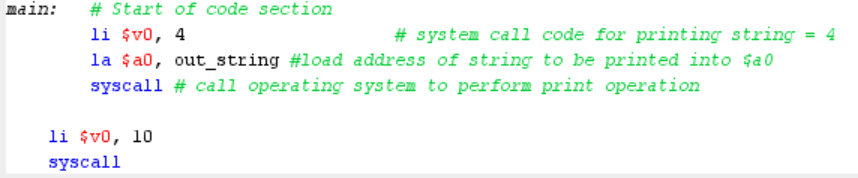 main: # Start of code section
li $v0, 4 # system call code for printing string = 4
la $a0, out_string #load address of string to be printed into $a0
syscall # call operating system to perform print operation
li $v0, 10
syscall